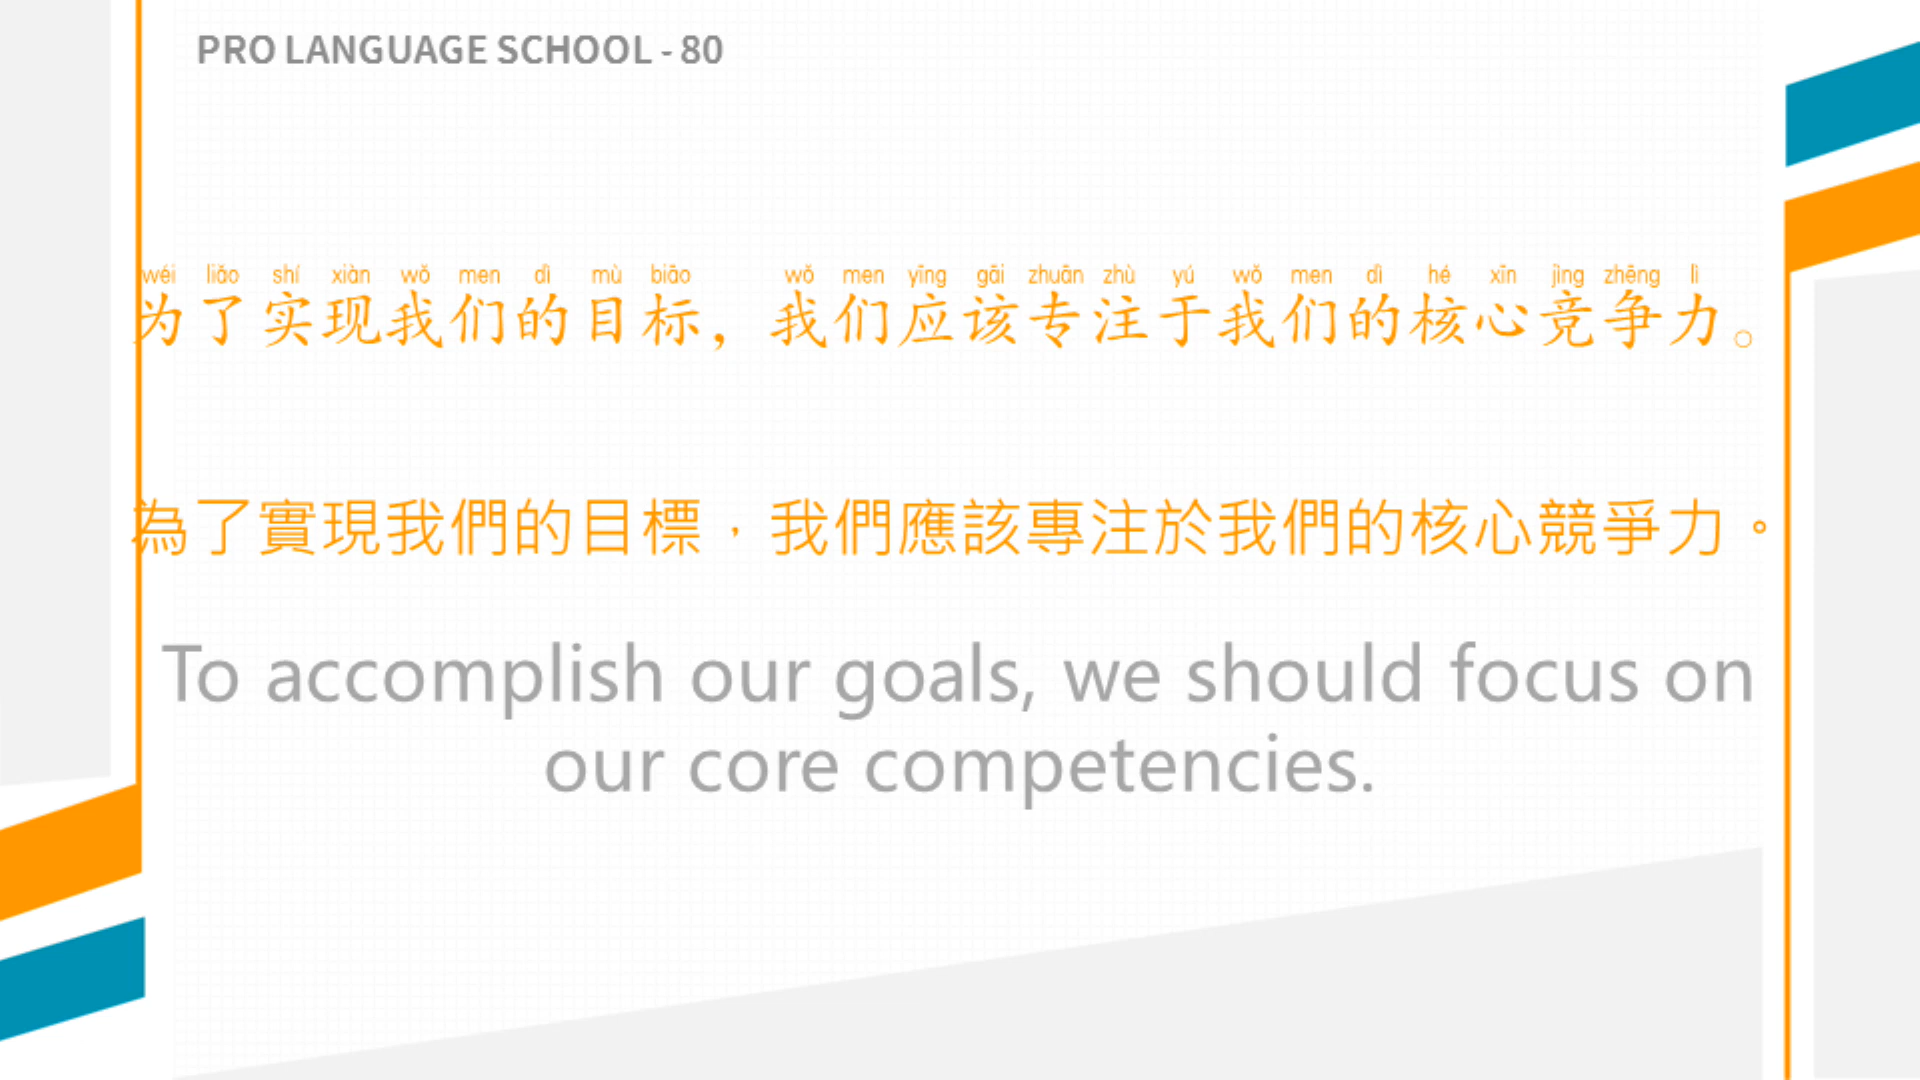 PRO LANGUAGE SCHOOL - 80
wéi liǎo shí xiàn wǒ men dì mù biāo wǒ men yīng gāi zhuān zhù yú wǒ men dì hé xīn jìng zhēng lì
为了实现我们的目标，我们应该专注于我们的核心竞争力。
為了實現我們的目標，我們應該專注於我們的核心競爭力。
To accomplish our goals, we should focus on
our core competencies.